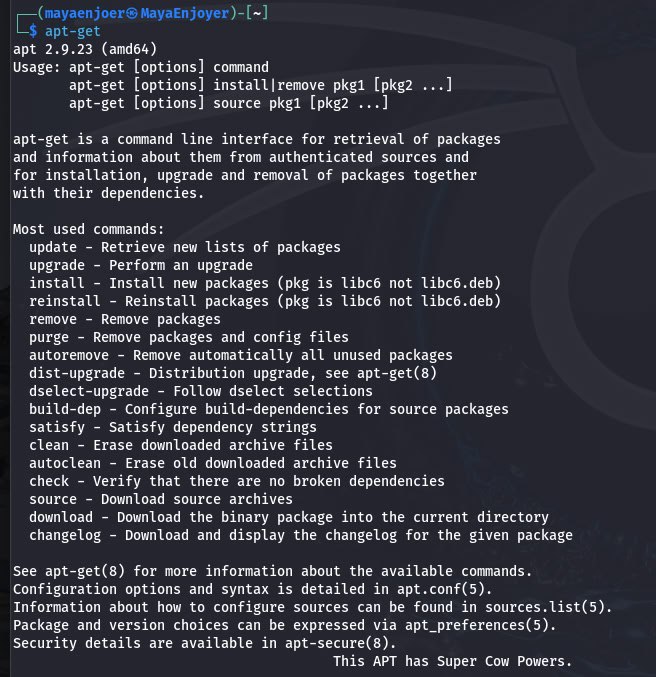 ┌──(mayaenjoer㉿MayaEnjoyer)-[~]
└─$ apt-get
apt 2.9.23 (amd64)
Usage: apt-get [options] command
       apt-get [options] install|remove pkg1 [pkg2 ...]
       apt-get [options] source pkg1 [pkg2 ...]

apt-get is a command line interface for retrieval of packages
and information about them from authenticated sources and
for installation, upgrade and removal of packages together
with their dependencies.

Most used commands:
  update - Retrieve new lists of packages
  upgrade - Perform an upgrade
  install - Install new packages (pkg is libc6 not libc6.deb)
  reinstall - Reinstall packages (pkg is libc6 not libc6.deb)
  remove - Remove packages
  purge - Remove packages and config files
  autoremove - Remove automatically all unused packages
  dist-upgrade - Distribution upgrade, see apt-get(8)
  dselect-upgrade - Follow dselect selections
  build-dep - Configure build-dependencies for source packages
  satisfy - Satisfy dependency strings
  clean - Erase downloaded archive files
  autoclean - Erase old downloaded archive files
  check - Verify that there are no broken dependencies
  source - Download source archives
  download - Download the binary package into the current directory
  changelog - Download and display the changelog for the given package

See apt-get(8) for more information about the available commands.
Configuration options and syntax is detailed in apt.conf(5).
Information about how to configure sources can be found in sources.list(5).
Package and version choices can be expressed via apt_preferences(5).
Security details are available in apt-secure(8).
                                        This APT has Super Cow Powers.